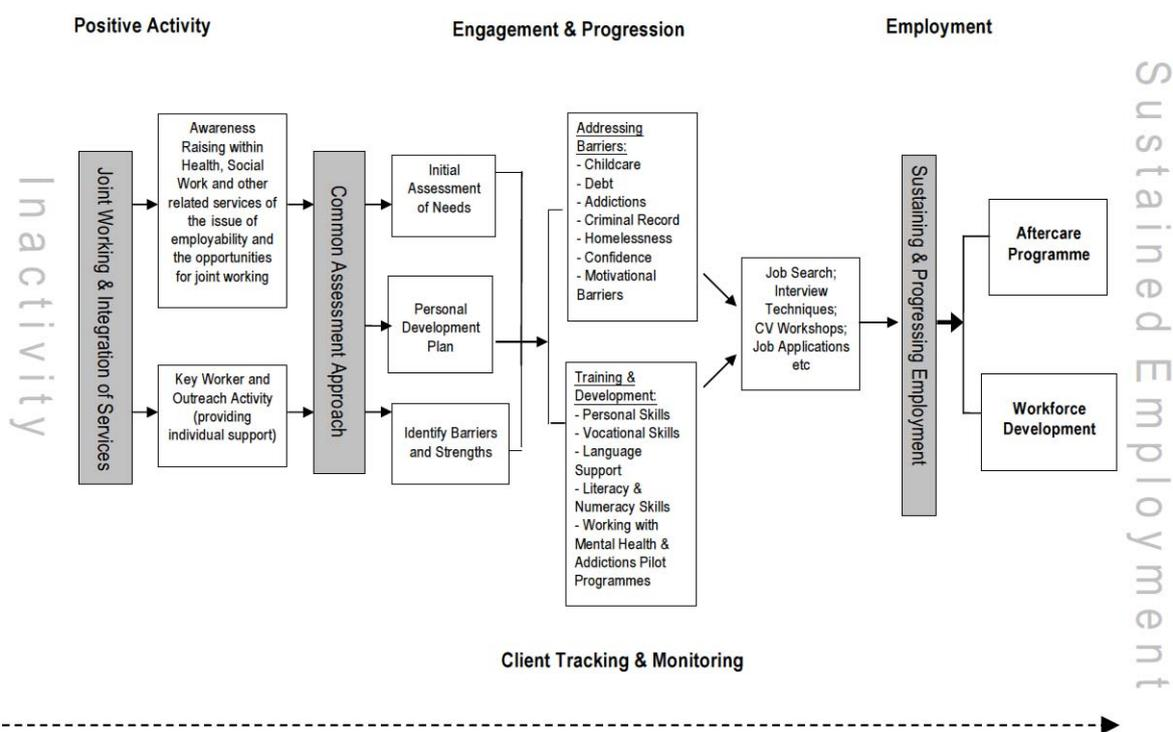 Positive Activity
Engagement & Progression
Employment
Inactivity
Joint Working & Integration of Services
Awareness
Raising within
Health, Social
Work and other
related services of
the issue of
employability and
the opportunities
for joint working
Key Worker and
Outreach Activity
(providing
individual support)
Common Assessment Approach
Initial
Assessment
of Needs
Personal
Development
Plan
Identify Barriers
and Strengths
Addressing
Barriers:
- Childcare
- Debt
- Addictions
- Criminal Record
- Homelessness
- Confidence
- Motivational
Barriers
Training &
Development:
- Personal Skills
- Vocational Skills
- Language
Support
- Literacy &
Numeracy Skills
- Working with
Mental Health &
Addictions Pilot
Programmes
Job Search;
Interview
Techniques;
CV Workshops;
Job Applications
etc
Sustaining & Progressing Employment
Aftercare
Programme
Workforce
Development
Sustained Employment
Client Tracking & Monitoring